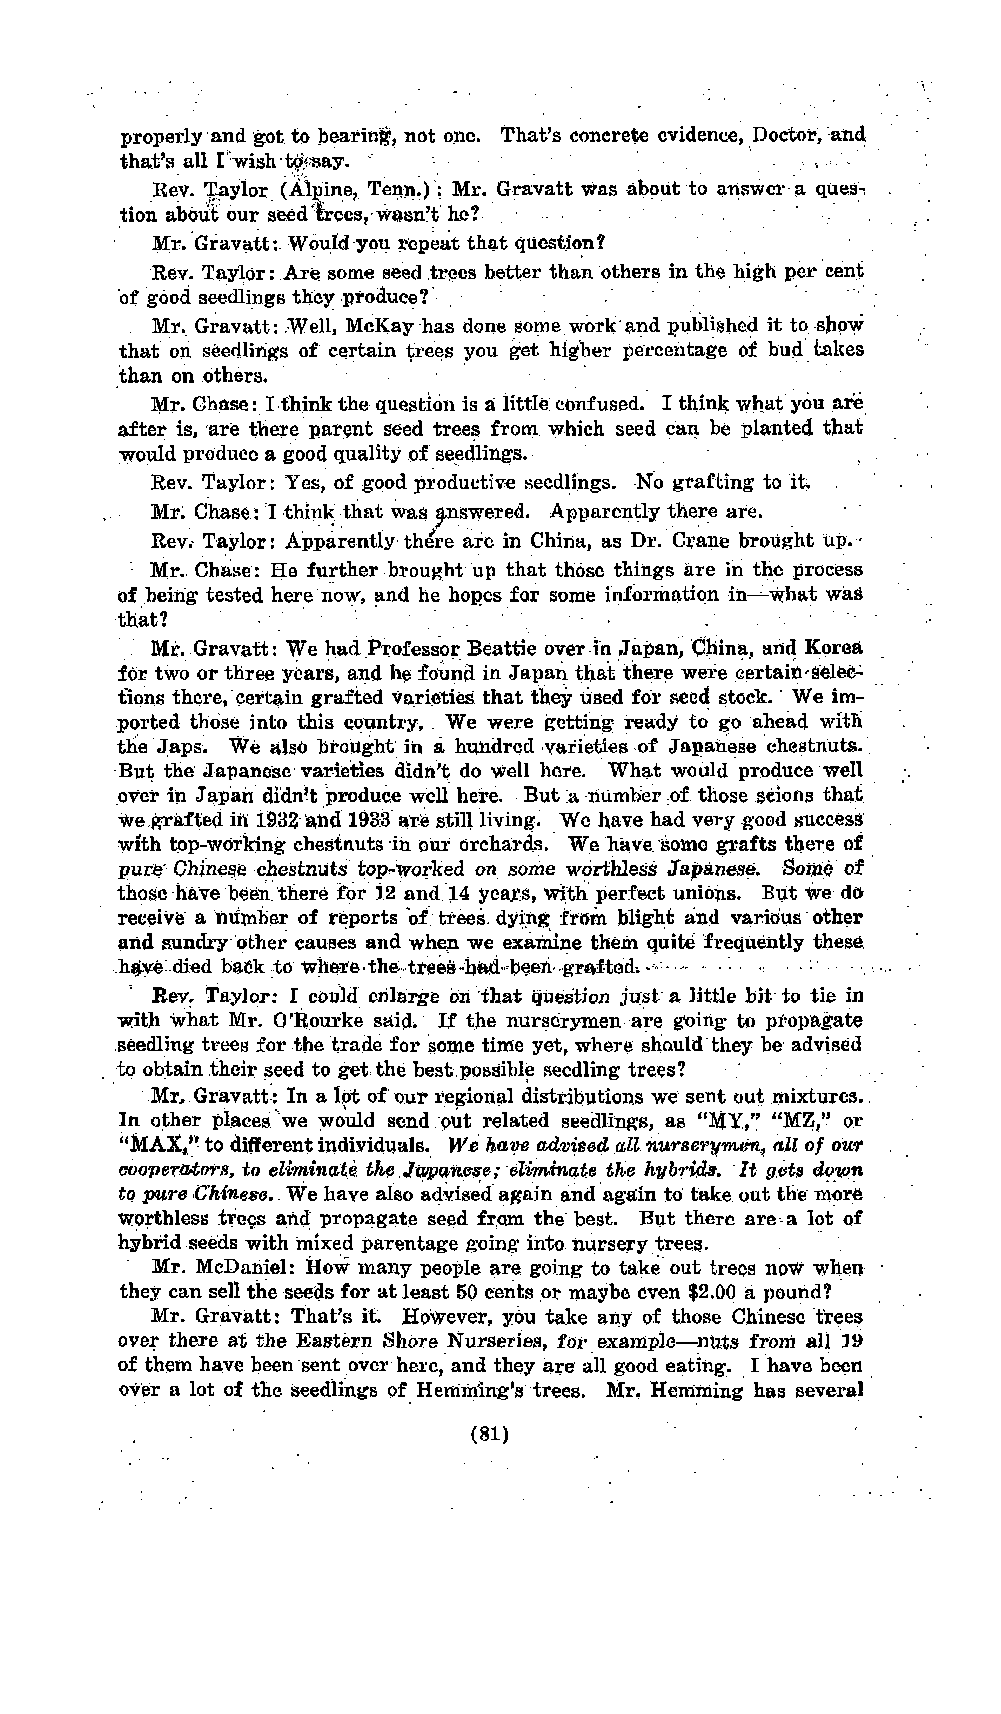 properly and got to bearing, not one. That's concrete evidence, Doctor, and
that's all I wish to say.
Rev. Taylor (Alpine, Tenn.): Mr. Gravatt was about to answer a ques-
tion about our seed trees, wasn't he?
Mr. Gravatt: Would you repeat that question?
Rev. Taylor: Are some seed trees better than others in the high per cent
of good seedlings they produce?
Mr. Gravatt: Well, McKay has done some work and published it to show
that on seedlings of certain trees you get higher percentage of bud takes
than on others.
Mr. Chase: I think the question is a little confused. I think what you are
after is, are there parent seed trees from which seed can be planted that
would produce a good quality of seedlings.
Rev. Taylor: Yes, of good productive seedlings. No grafting to it.
Mr. Chase: I think that was answered. Apparently there are.
Rev. Taylor: Apparently there are in China, as Dr. Crane brought up.
Mr. Chase: He further brought up that those things are in the process
of being tested here now, and he hopes for some information in—what was
that?
Mr. Gravatt: We had Professor Beattie over in Japan, China, and Korea
for two or three years, and he found in Japan that there were certain selec-
tions there, certain grafted varieties that they used for seed stock. We im-
ported those into this country. We were getting ready to go ahead with
the Japs. We also brought in a hundred varieties of Japanese chestnuts.
But the Japanese varieties didn't do well here. What would produce well
over in Japan didn't produce well here. But a number of those scions that
we grafted in 1932 and 1933 are still living. We have had very good success
with top-working chestnuts in our orchards. We have some grafts there of
pure Chinese chestnuts top-worked on some worthless Japanese. Some of
those have been there for 12 and 14 years, with perfect unions. But we do
receive a number of reports of trees dying from blight and various other
and sundry other causes and when we examine them quite frequently these
have died back to where the trees had been grafted.
Rev. Taylor: I could enlarge on that question just a little bit to tie in
with what Mr. O'Rourke said. If the nurserymen are going to propagate
seedling trees for the trade for some time yet, where should they be advised
to obtain their seed to get the best possible seedling trees?
Mr. Gravatt: In a lot of our regional distributions we sent out mixtures.
In other places we would send out related seedlings, as "MY," "MZ," or
"MAX," to different individuals. We have advised all nurserymen, all of our
cooperators, to eliminate the Japanese; eliminate the hybrids. It gets down
to pure Chinese. We have also advised again and again to take out the more
worthless trees and propagate seed from the best. But there are a lot of
hybrid seeds with mixed parentage going into nursery trees.
Mr. McDaniel: How many people are going to take out trees now when
they can sell the seeds for at least 50 cents or maybe even $2.00 a pound?
Mr. Gravatt: That's it. However, you take any of those Chinese trees
over there at the Eastern Shore Nurseries, for example—nuts from all 19
of them have been sent over here, and they are all good eating. I have been
over a lot of the seedlings of Hemming's trees. Mr. Hemming has several
(81)